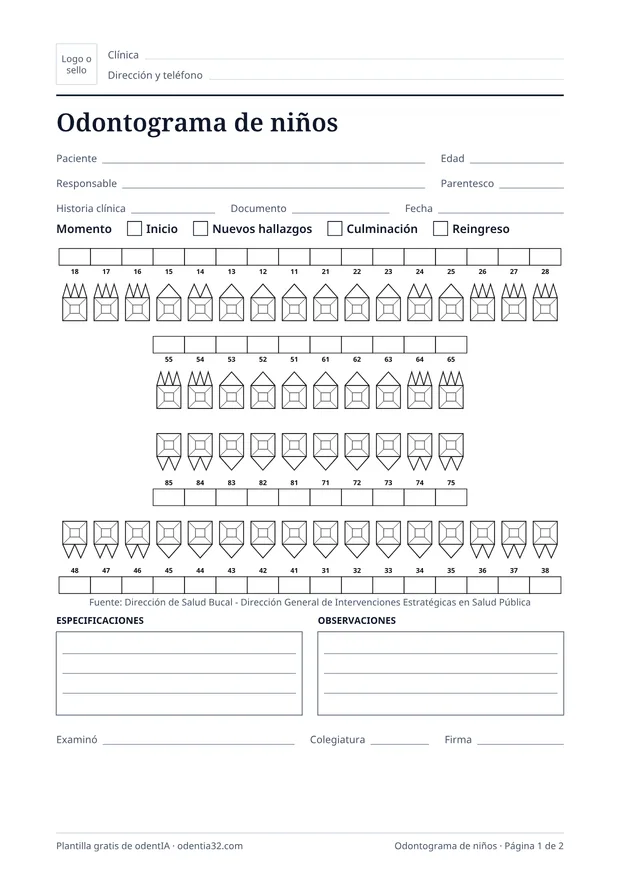 Logo o
sello
Clínica
Dirección y teléfono
Odontograma de niños
Paciente Edad
Responsable Parentesco
Historia clínica Documento Fecha
Momento Inicio Nuevos hallazgos Culminación Reingreso
18 17 16 15 14 13 12 11 21 22 23 24 25 26 27 28
55 54 53 52 51 61 62 63 64 65
85 84 83 82 81 71 72 73 74 75
48 47 46 45 44 43 42 41 31 32 33 34 35 36 37 38
Fuente: Dirección de Salud Bucal - Dirección General de Intervenciones Estratégicas en Salud Pública
ESPECIFICACIONES OBSERVACIONES
Examinó Colegiatura Firma
Plantilla gratis de odentIA · odentia32.com Odontograma de niños · Página 1 de 2